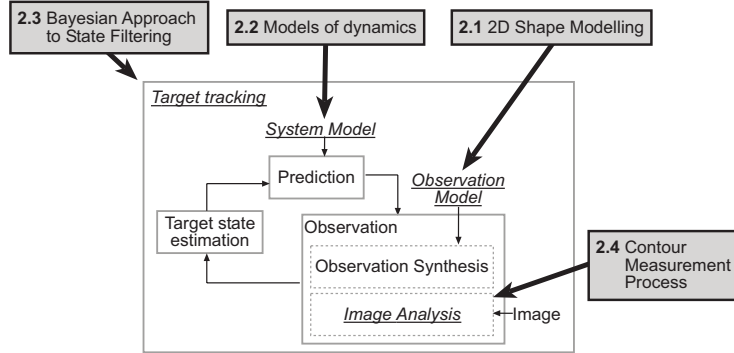 2.3 Bayesian Approach
to State Filtering
2.2 Models of dynamics
2.1 2D Shape Modelling
Target tracking
System Model
Prediction
Observation
Model
Target state
estimation
Observation
Observation Synthesis
2.4 Contour
Measurement
Process
Image Analysis
Image